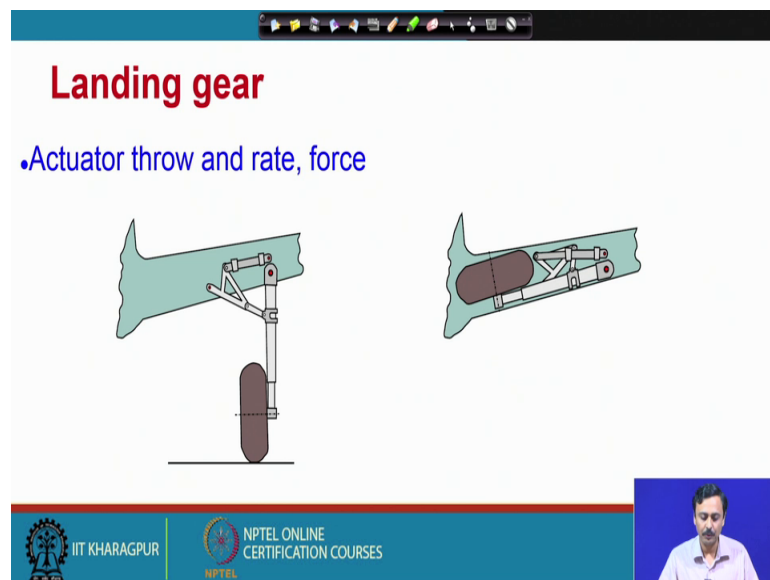 Landing gear
•Actuator throw and rate, force
IIT KHARAGPUR
NPTEL
NPTEL ONLINE
CERTIFICATION COURSES